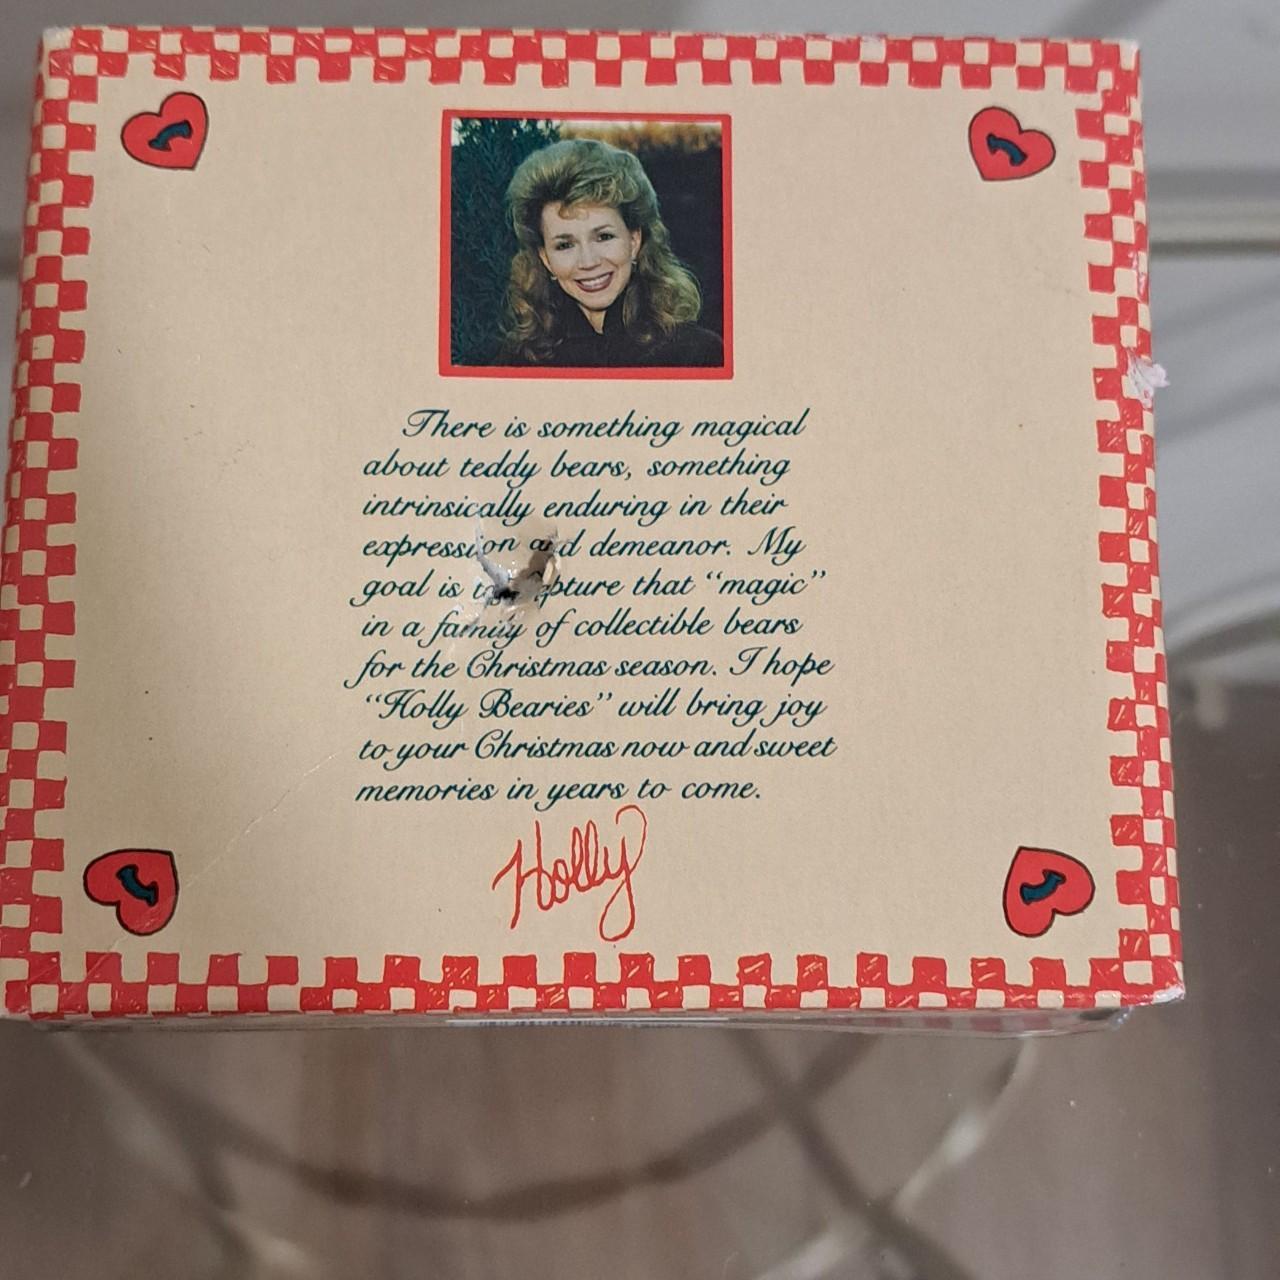 There is something magical
about teddy bears, something
intrinsically enduring in their
expression and demeanor. My
goal is to capture that “magic”
in a family of collectible bears
for the Christmas season. I hope
“Holly Bearies” will bring joy
to your Christmas now and sweet
memories in years to come.
Holly